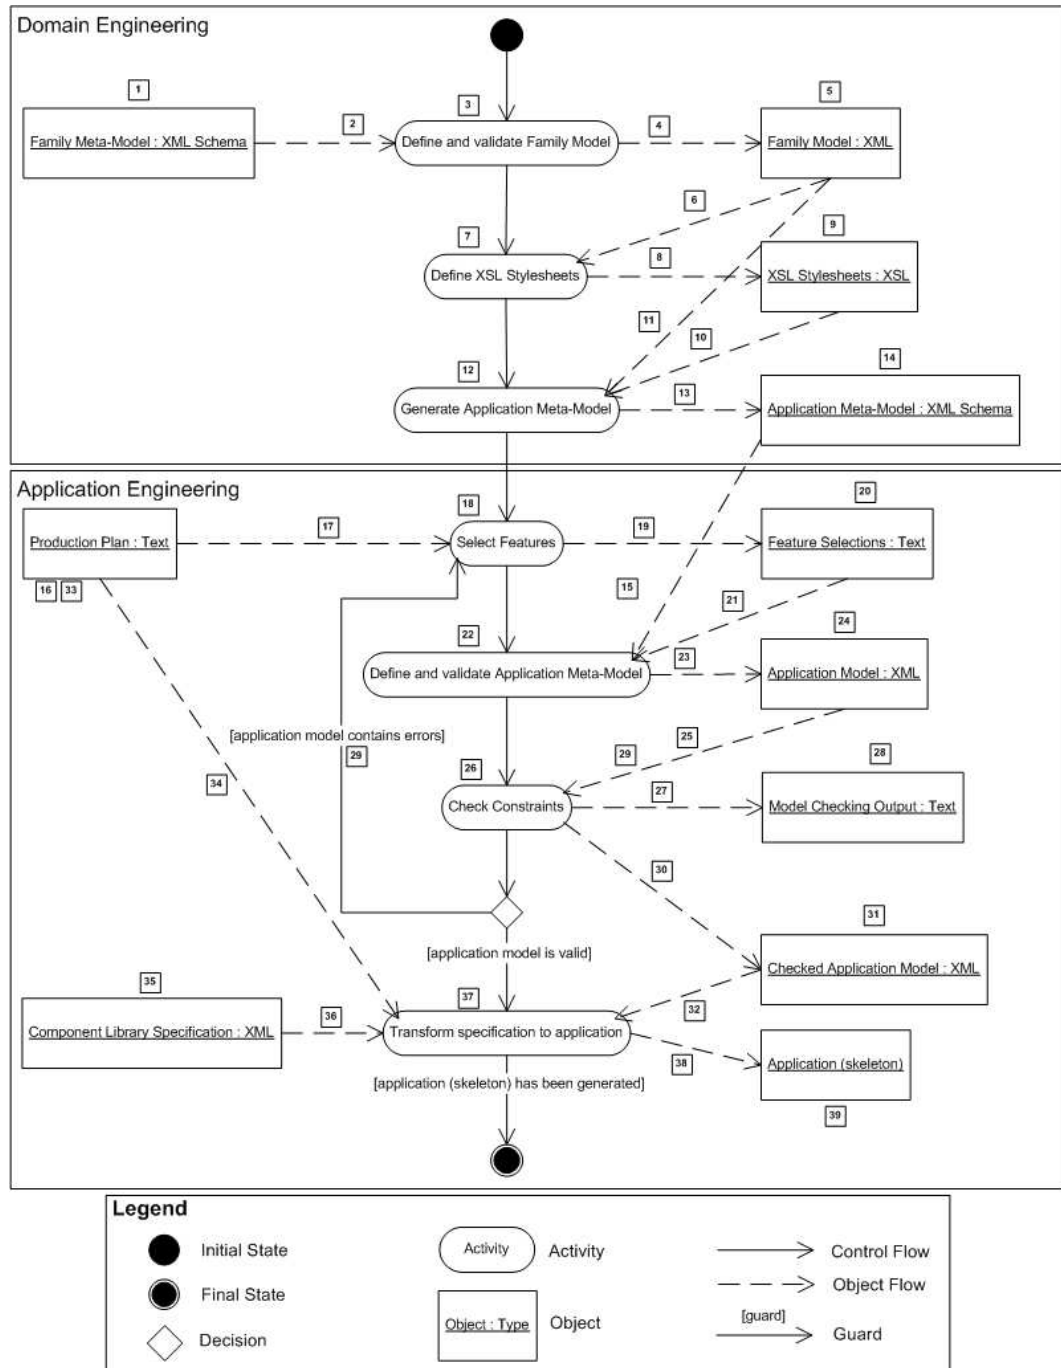 Domain Engineering
1
Family Meta-Model : XML Schema
2
3
Define and validate Family Model
4
5
Family Model : XML
6
7
Define XSL Stylesheets
8
9
XSL Stylesheets : XSL
11
10
12
Generate Application Meta-Model
13
14
Application Meta-Model : XML Schema
Application Engineering
Production Plan : Text
16 33
17
18
Select Features
19
20
Feature Selections : Text
15
21
22
Define and validate Application Meta-Model
23
24
Application Model : XML
[application model contains errors]
29
34
25
26
29
Check Constraints
27
28
Model Checking Output : Text
30
31
[application model is valid]
Checked Application Model : XML
35
Component Library Specification : XML
36
37
Transform specification to application
32
38
Application (skeleton)
39
[application (skeleton) has been generated]
Legend
Initial State
Final State
Decision
Activity
Activity
Object : Type
Object
Control Flow
Object Flow
[guard]
Guard